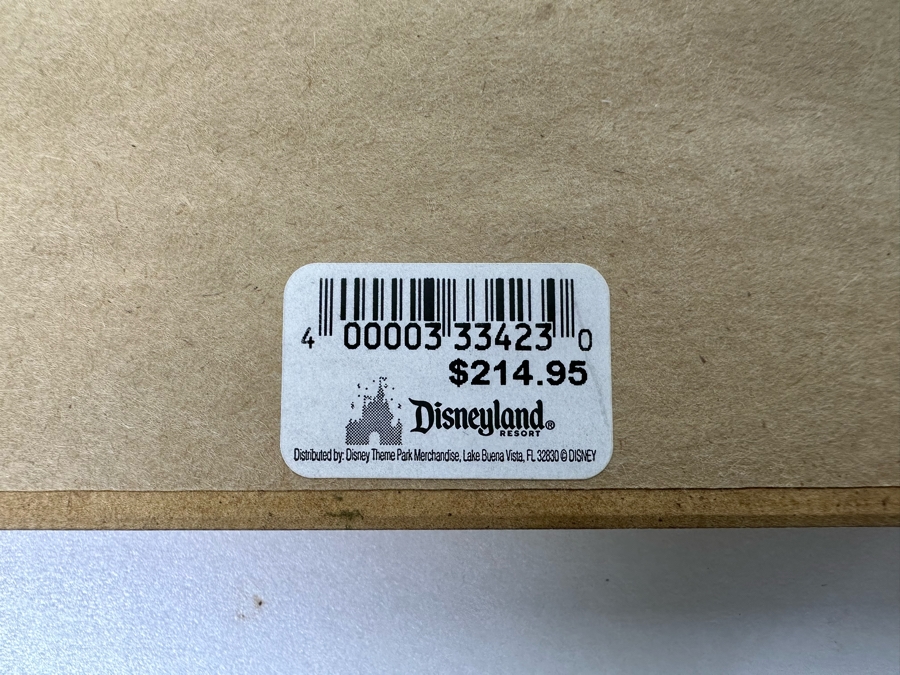 4 00003 33423 0
$214.95
Disneyland®
RESORT
Distributed by: Disney Theme Park Merchandise, Lake Buena Vista, FL 32830 © DISNEY